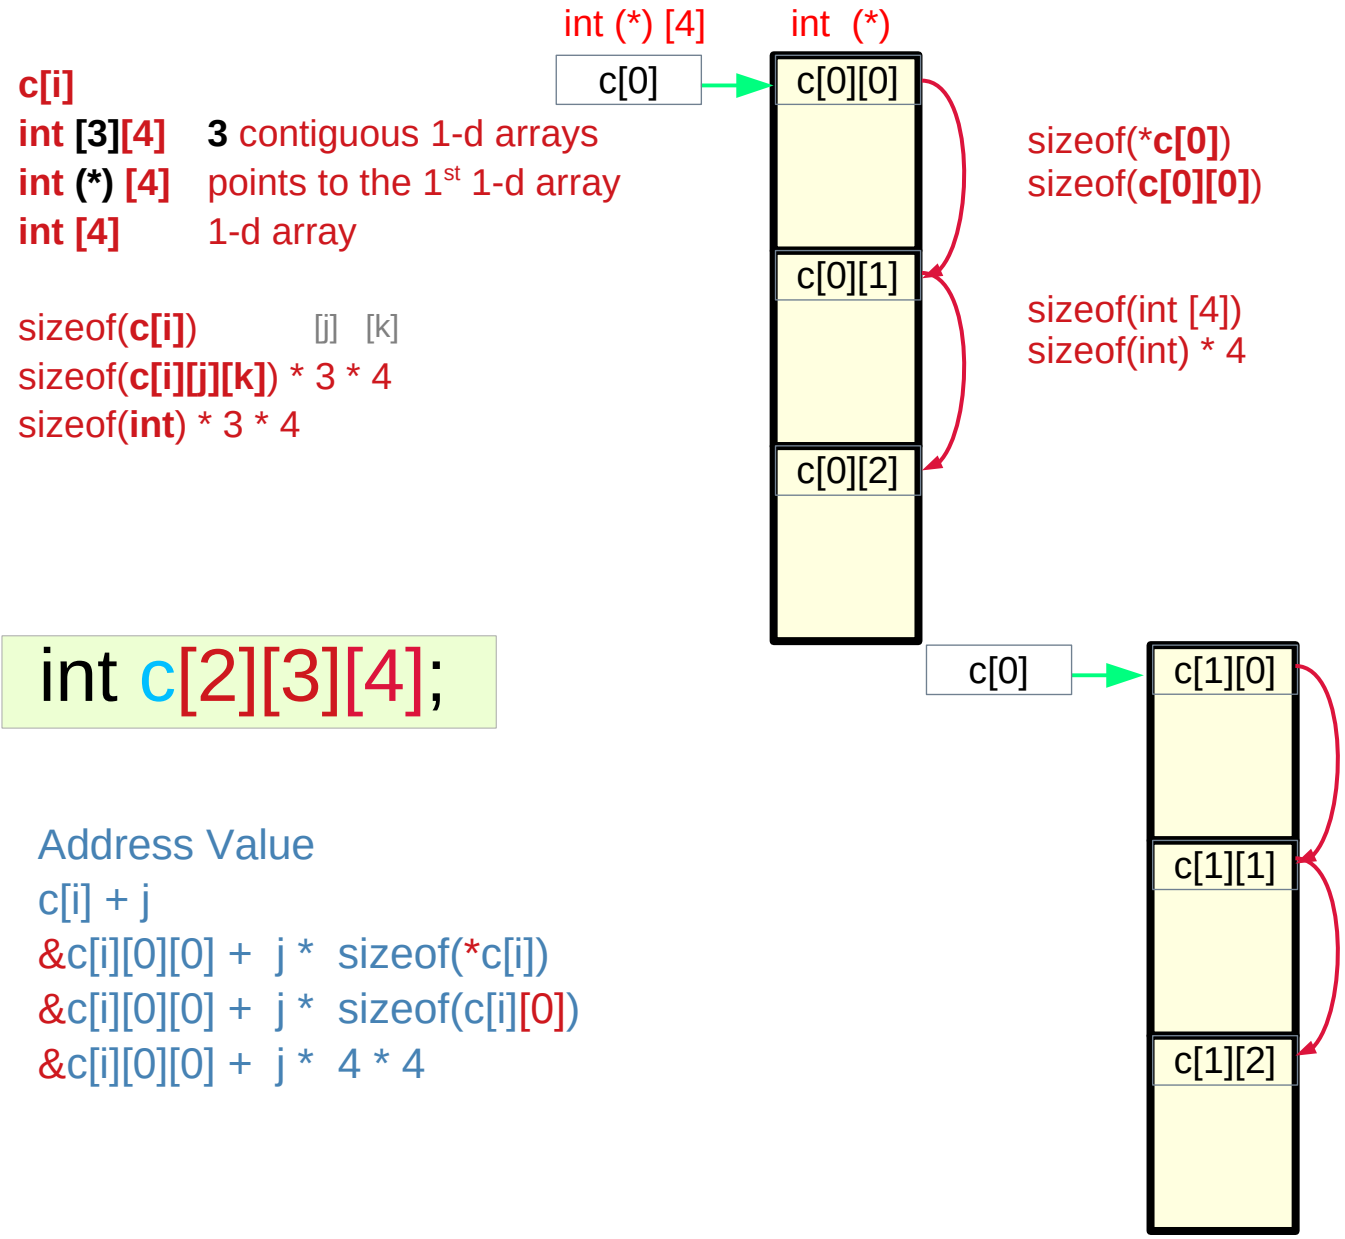 int (*) [4] int (*)
c[0] c[0][0]
c[i]
int [3][4] 3 contiguous 1-d arrays
int (*) [4] points to the 1st 1-d array
int [4] 1-d array
sizeof(*c[0])
sizeof(c[0][0])
c[0][1]
sizeof(int [4])
sizeof(int) * 4
sizeof(c[i]) [j] [k]
sizeof(c[i][j][k]) * 3 * 4
sizeof(int) * 3 * 4
c[0][2]
int c[2][3][4];
c[0] c[1][0]
c[1][1]
c[1][2]
Address Value
c[i] + j
&c[i][0][0] + j * sizeof(*c[i])
&c[i][0][0] + j * sizeof(c[i][0])
&c[i][0][0] + j * 4 * 4